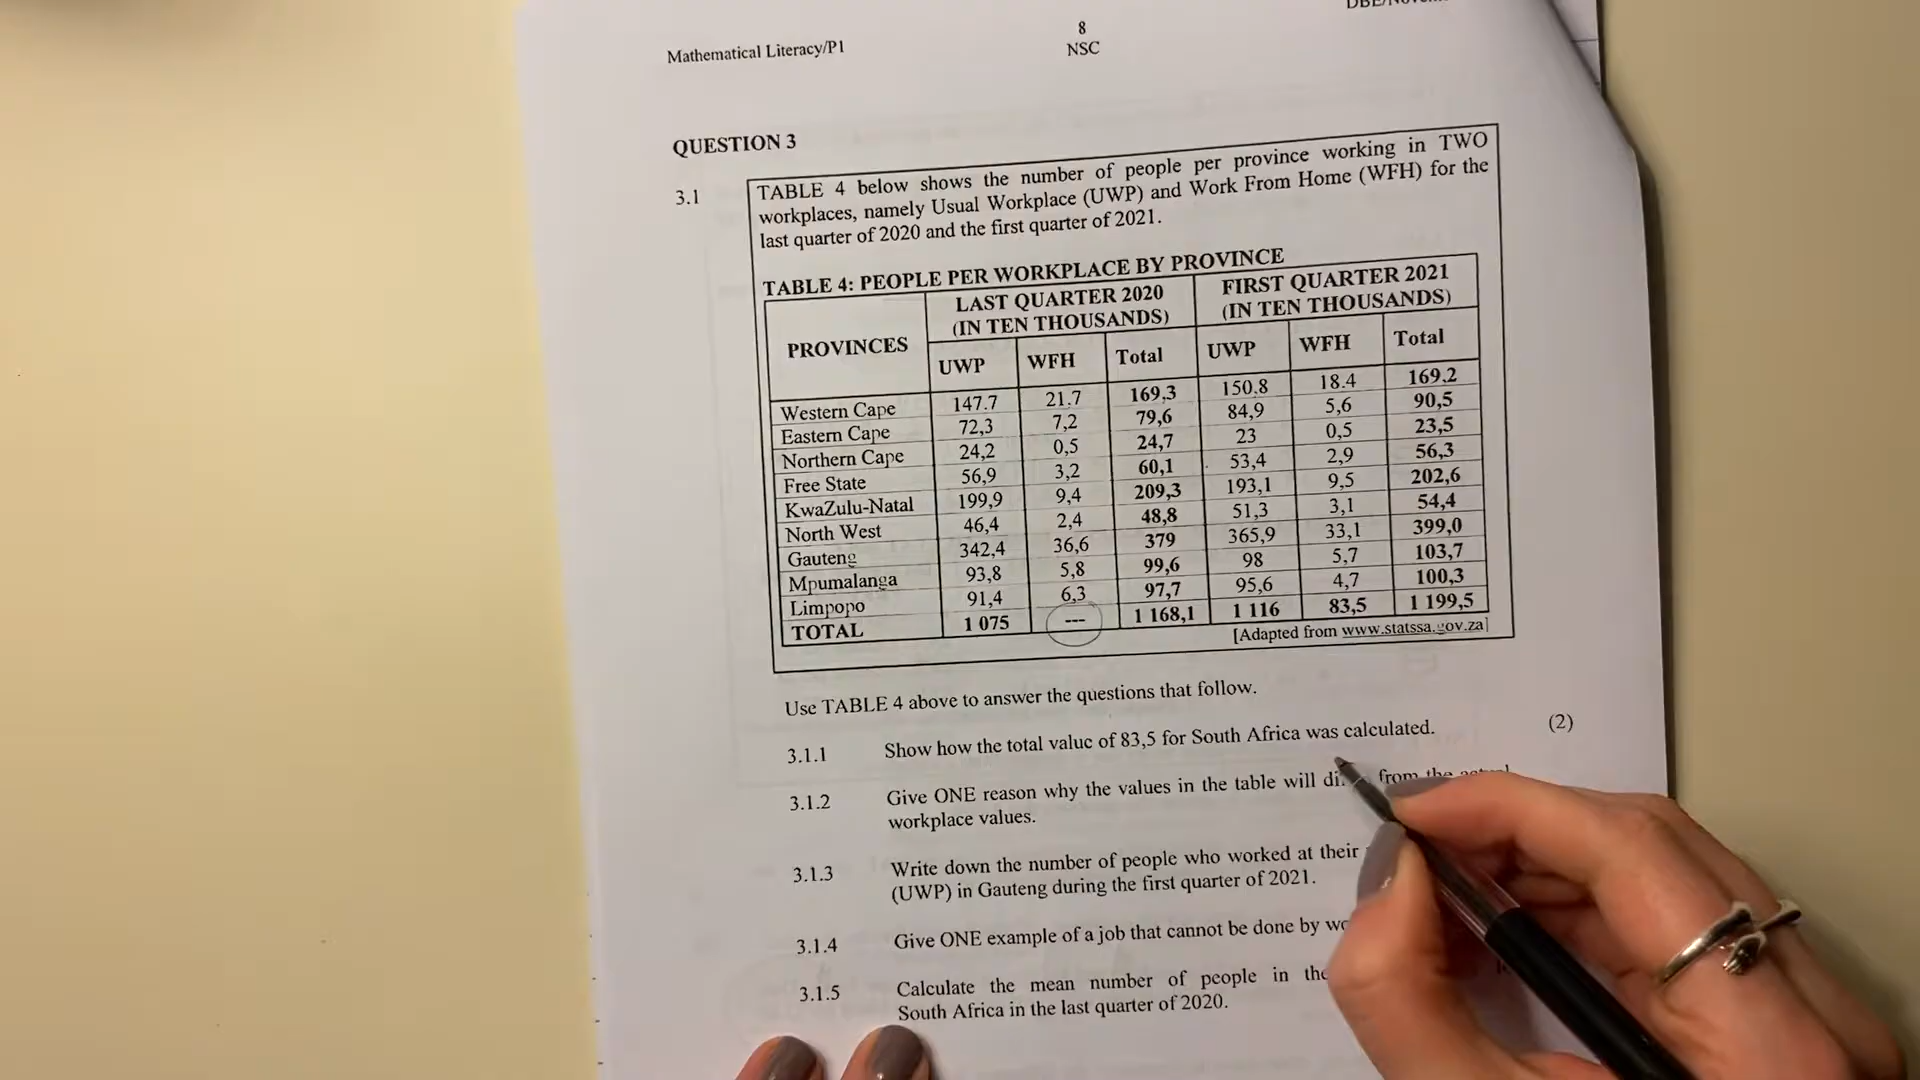 Mathematical Literacy/P1
8
NSC
QUESTION 3
3.1
TABLE 4 below shows the number of people per province working in TWO
workplaces, namely Usual Workplace (UWP) and Work From Home (WFH) for the
last quarter of 2020 and the first quarter of 2021.
TABLE 4: PEOPLE PER WORKPLACE BY PROVINCE
PROVINCES
LAST QUARTER 2020
(IN TEN THOUSANDS)
FIRST QUARTER 2021
(IN TEN THOUSANDS)
UWP WFH Total UWP WFH Total
Western Cape 147.7 21.7 169,3 150.8 18.4 169,2
Eastern Cape 72,3 7,2 79,6 84,9 5,6 90,5
Northern Cape 24,2 0,5 24,7 23 0,5 23,5
Free State 56,9 3,2 60,1 53,4 2,9 56,3
KwaZulu-Natal 199,9 9,4 209,3 193,1 9,5 202,6
North West 46,4 2,4 48,8 51,3 3,1 54,4
Gauteng 342,4 36,6 379 365,9 33,1 399,0
Mpumalanga 93,8 5,8 99,6 98 5,7 103,7
Limpopo 91,4 6,3 97,7 95,6 4,7 100,3
TOTAL 1 075 --- 1 168,1 1 116 83,5 1 199,5
[Adapted from www.statssa.gov.za]
Use TABLE 4 above to answer the questions that follow.
3.1.1 Show how the total value of 83,5 for South Africa was calculated. (2)
3.1.2 Give ONE reason why the values in the table will from the
workplace values.
3.1.3 Write down the number of people who worked at their
(UWP) in Gauteng during the first quarter of 2021.
3.1.4 Give ONE example of a job that cannot be done by
3.1.5 Calculate the mean number of people in the
South Africa in the last quarter of 2020.